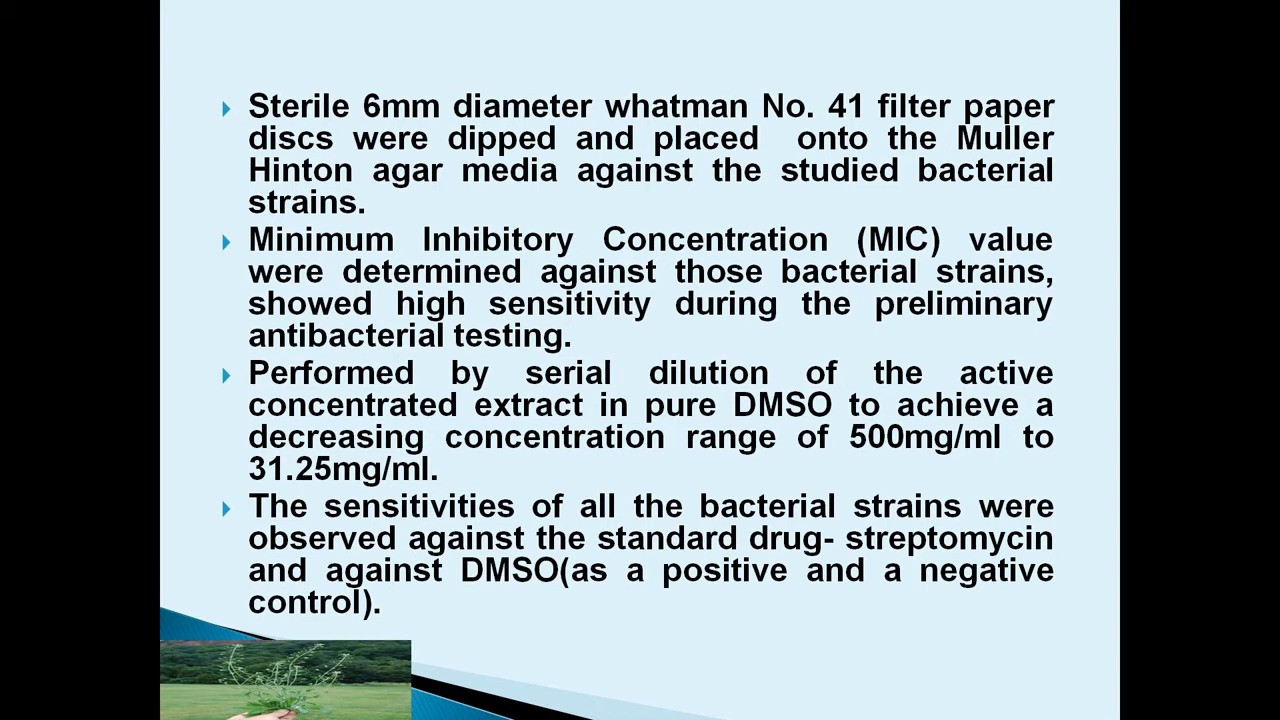 Sterile 6mm diameter whatman No. 41 filter paper
discs were dipped and placed onto the Muller
Hinton agar media against the studied bacterial
strains.
Minimum Inhibitory Concentration (MIC) value
were determined against those bacterial strains,
showed high sensitivity during the preliminary
antibacterial testing.
Performed by serial dilution of the active
concentrated extract in pure DMSO to achieve a
decreasing concentration range of 500mg/ml to
31.25mg/ml.
The sensitivities of all the bacterial strains were
observed against the standard drug- streptomycin
and against DMSO(as a positive and a negative
control).